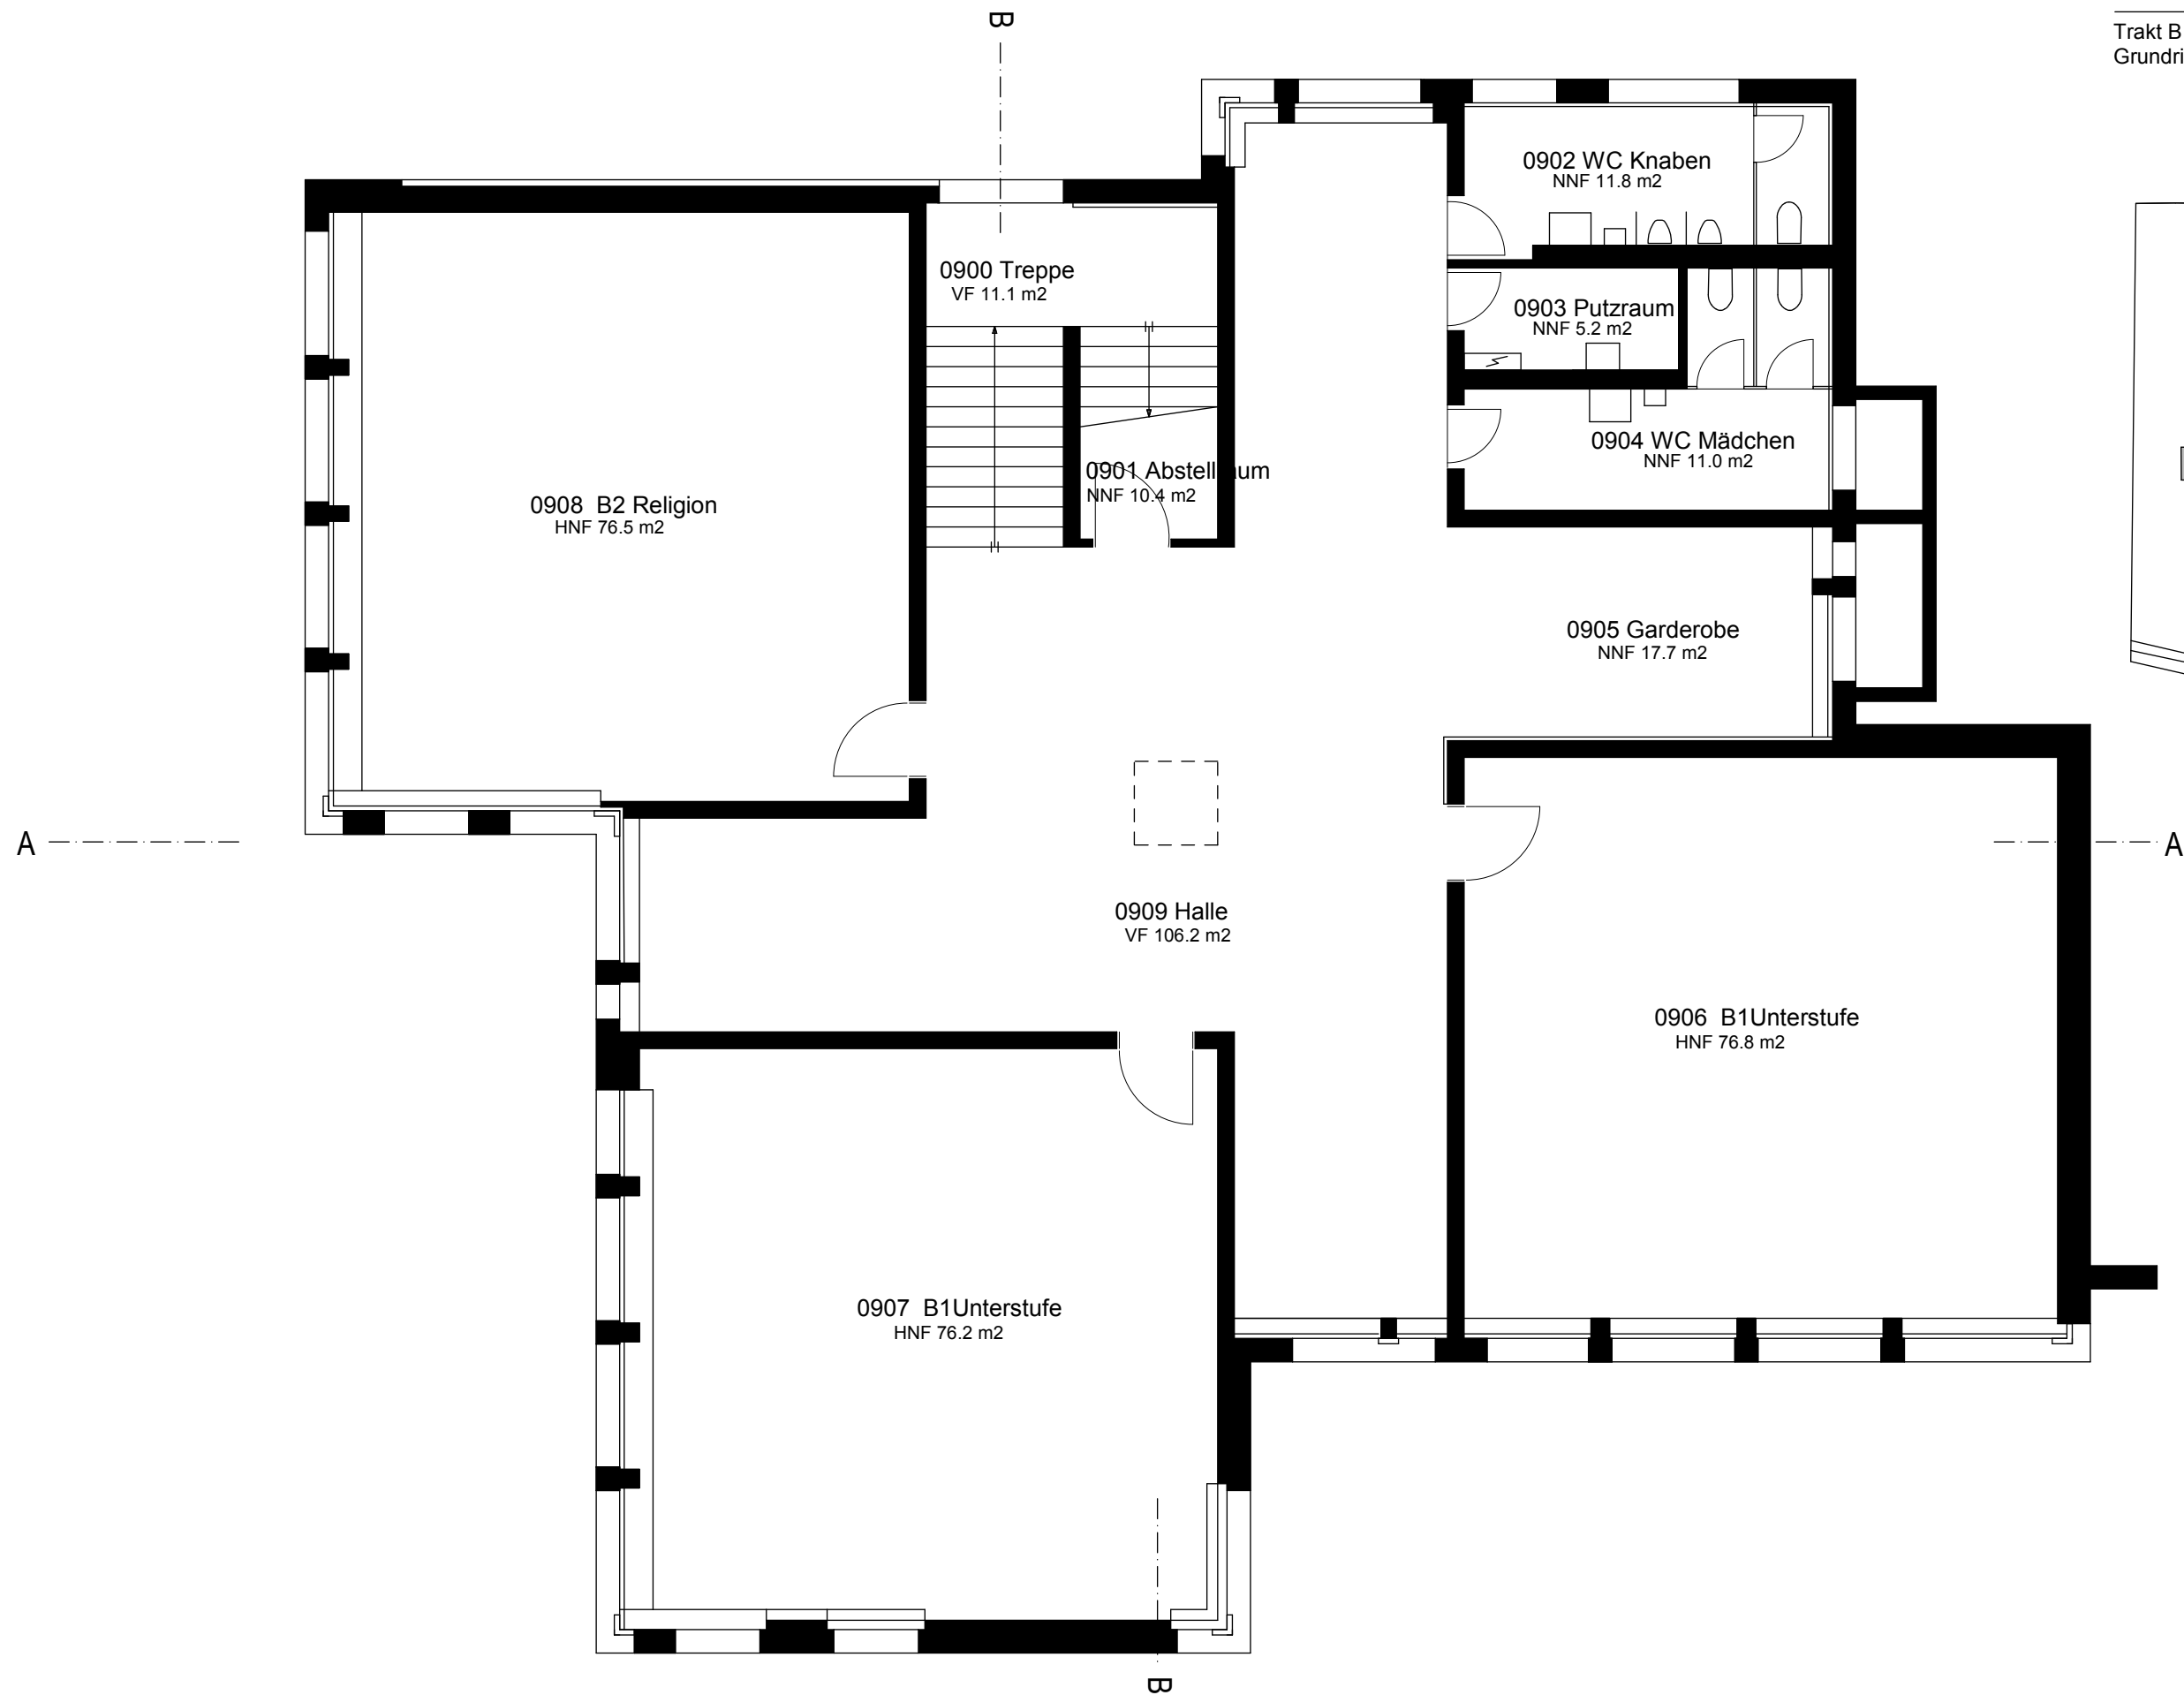 B
Trakt B
Grundri
0902 WC Knaben
NNF 11.8 m2
0900 Treppe
VF 11.1 m2
0903 Putzraum
NNF 5.2 m2
0904 WC Mädchen
NNF 11.0 m2
0901 Abstellraum
NNF 10.4 m2
0908 B2 Religion
HNF 76.5 m2
0905 Garderobe
NNF 17.7 m2
A
A
0909 Halle
VF 106.2 m2
0906 B1Unterstufe
HNF 76.8 m2
0907 B1Unterstufe
HNF 76.2 m2
B